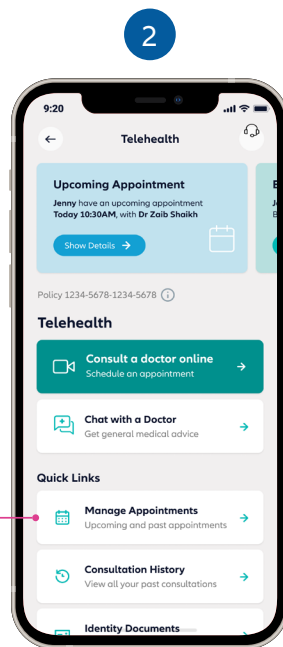 2
9:20
Telehealth
Upcoming Appointment
Jenny have an upcoming appointment
Today 10:30AM, with Dr Zaib Shaikh
Show Details →
Policy 1234-5678-1234-5678
Telehealth
Consult a doctor online
Schedule an appointment
Chat with a Doctor
Get general medical advice
Quick Links
Manage Appointments
Upcoming and past appointments
Consultation History
View all your past consultations
Identity Documents